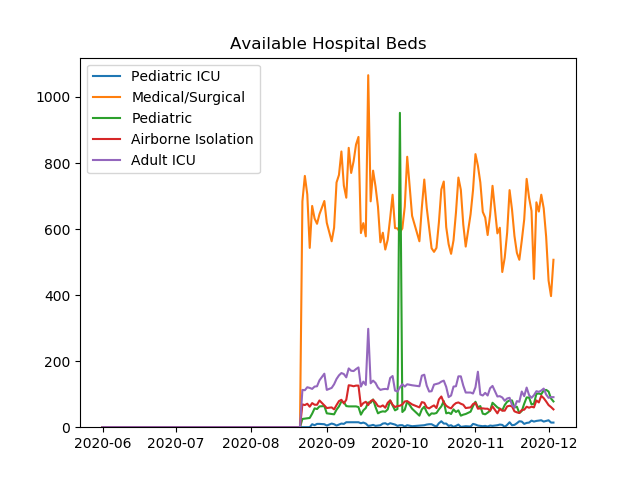 Available Hospital Beds
Pediatric ICU
Medical/Surgical
Pediatric
Airborne Isolation
Adult ICU
1000
800
600
400
200
0
2020-06 2020-07 2020-08 2020-09 2020-10 2020-11 2020-12